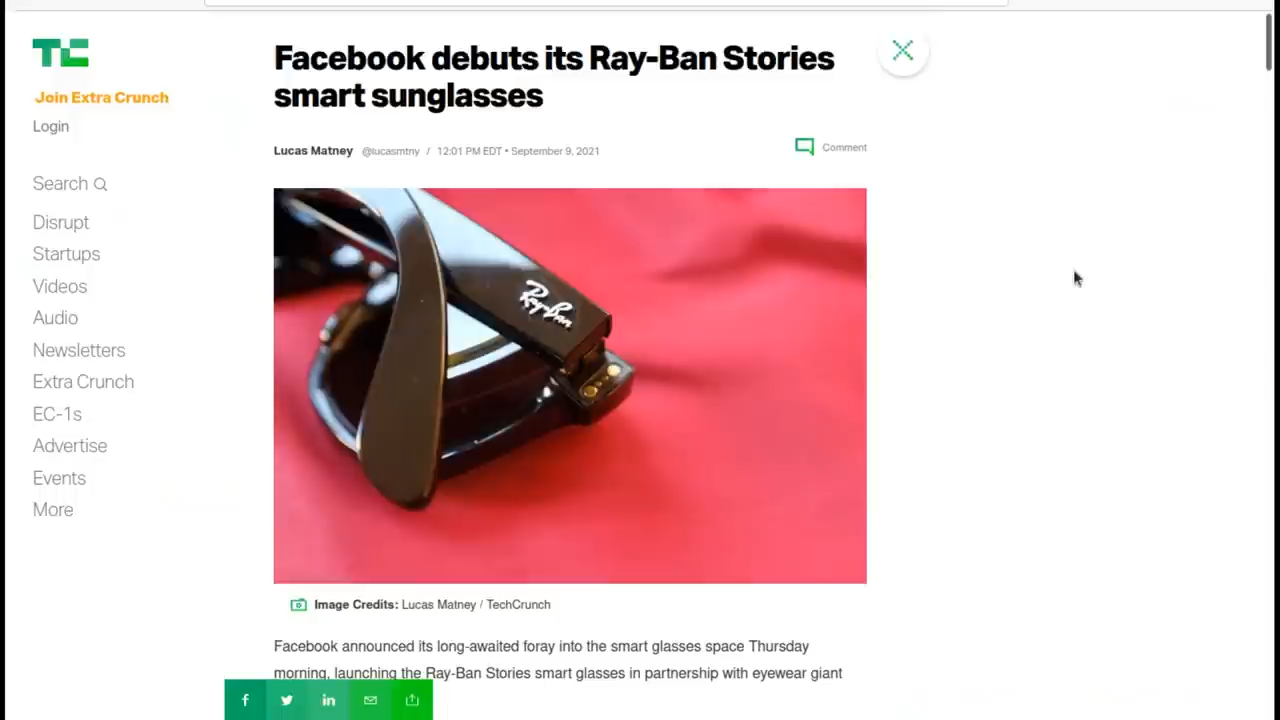 TC
Join Extra Crunch
Login
Search
Disrupt
Startups
Videos
Audio
Newsletters
Extra Crunch
EC-1s
Advertise
Events
More
Facebook debuts its Ray-Ban Stories
smart sunglasses
Lucas Matney @lucasmtny / 12:01 PM EDT • September 9, 2021
Comment
Ray-Ban
Image Credits: Lucas Matney / TechCrunch
Facebook announced its long-awaited foray into the smart glasses space Thursday
morning, launching the Ray-Ban Stories smart glasses in partnership with eyewear giant